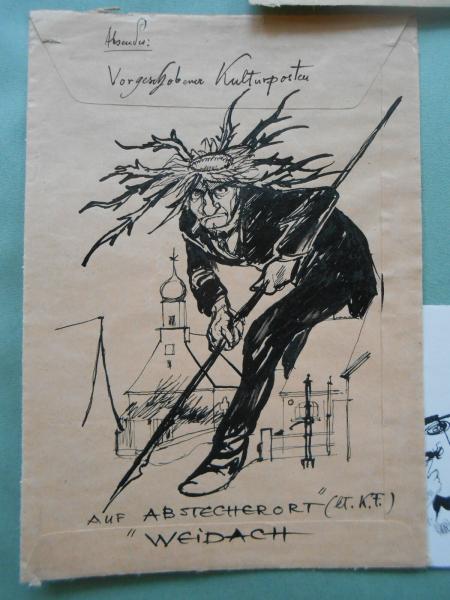 Absender:
Vorgeschobener Kulturposten
AUF ABSTECHERORT" (lt. K.F.)
"WEIDACH